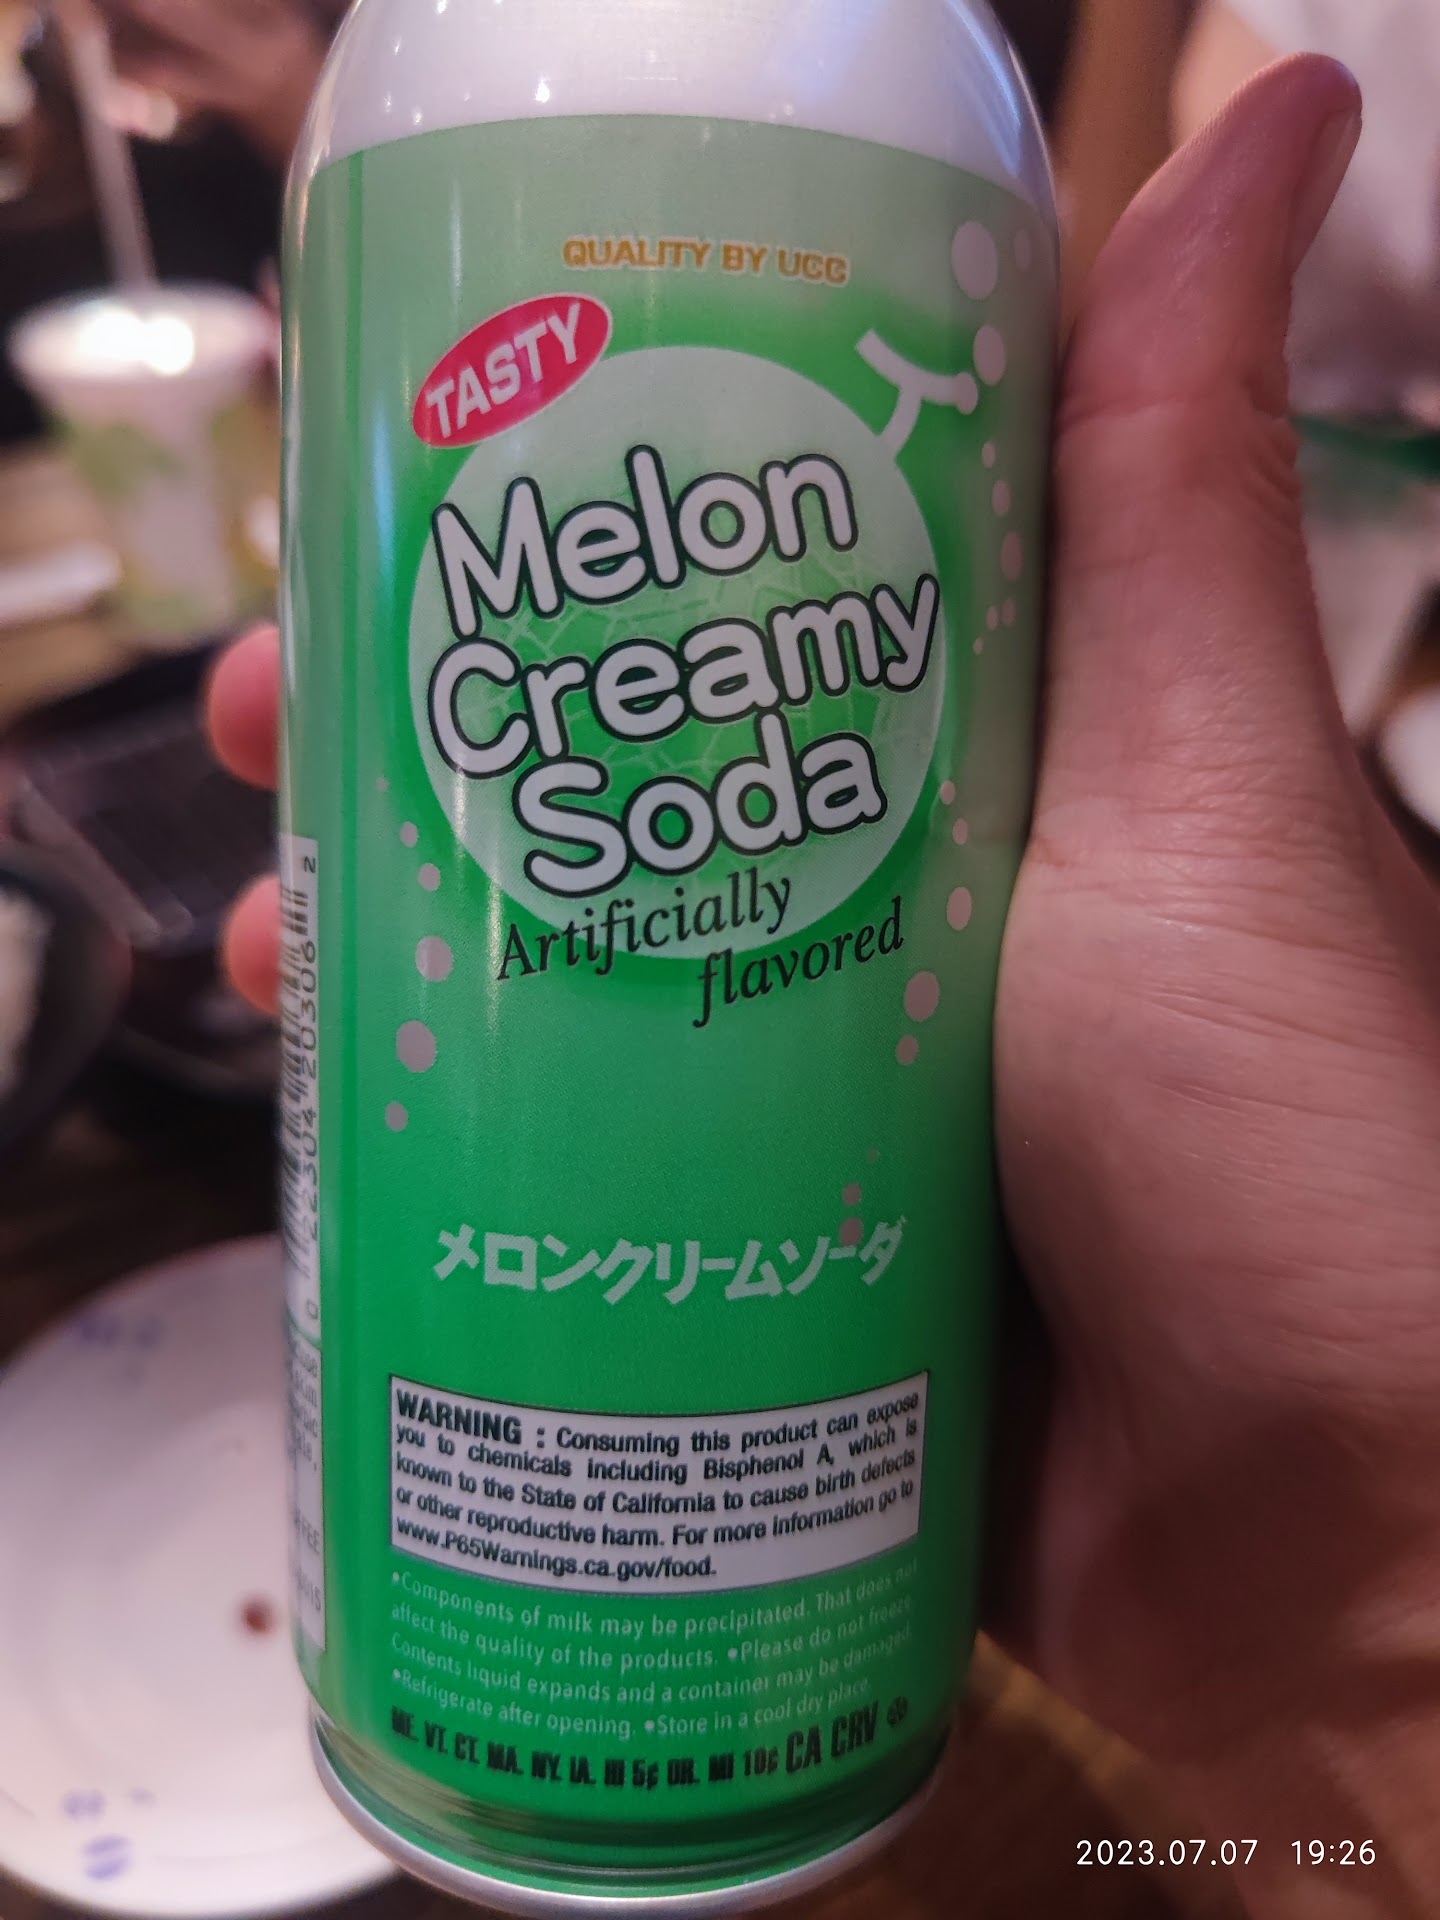 QUALITY BY UCC
TASTY
Melon
Creamy
Soda
Artificially
flavored
メロンクリームソーダ
WARNING : Consuming this product can expose
you to chemicals including Bisphenol A, which is
known to the State of California to cause birth defects
or other reproductive harm. For more information go to
www.P65Warnings.ca.gov/food.
•Components of milk may be precipitated. That does not
affect the quality of the products. •Please do not freeze.
Contents liquid expands and a container may be damaged.
•Refrigerate after opening. •Store in a cool dry place.
ME. VT. CT. MA. NY. IA. HI 5¢ OR. MI 10¢ CA CRV
0 22304 20306 2
2023.07.07 19:26